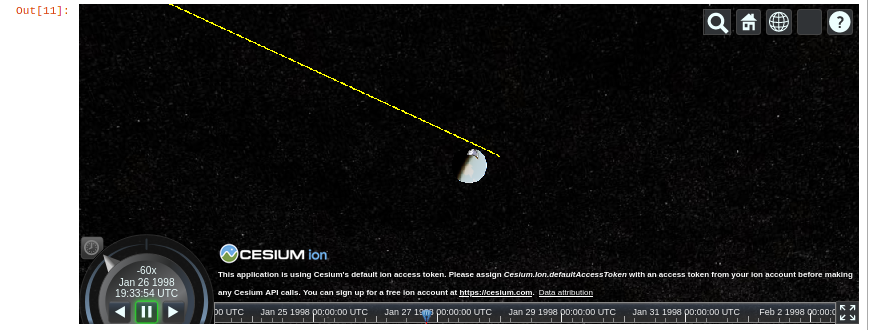 Out[11]:
?
CESIUM ion
This application is using Cesium's default ion access token. Please assign Cesium.Ion.defaultAccessToken with an access token from your ion account before making
any Cesium API calls. You can sign up for a free ion account at https://cesium.com. Data attribution
-60x
Jan 26 1998
19:33:54 UTC
00 UTC Jan 25 1998 00:00:00 UTC Jan 27 1998 00:00:00 UTC Jan 29 1998 00:00:00 UTC Jan 31 1998 00:00:00 UTC Feb 2 1998 00:00:0